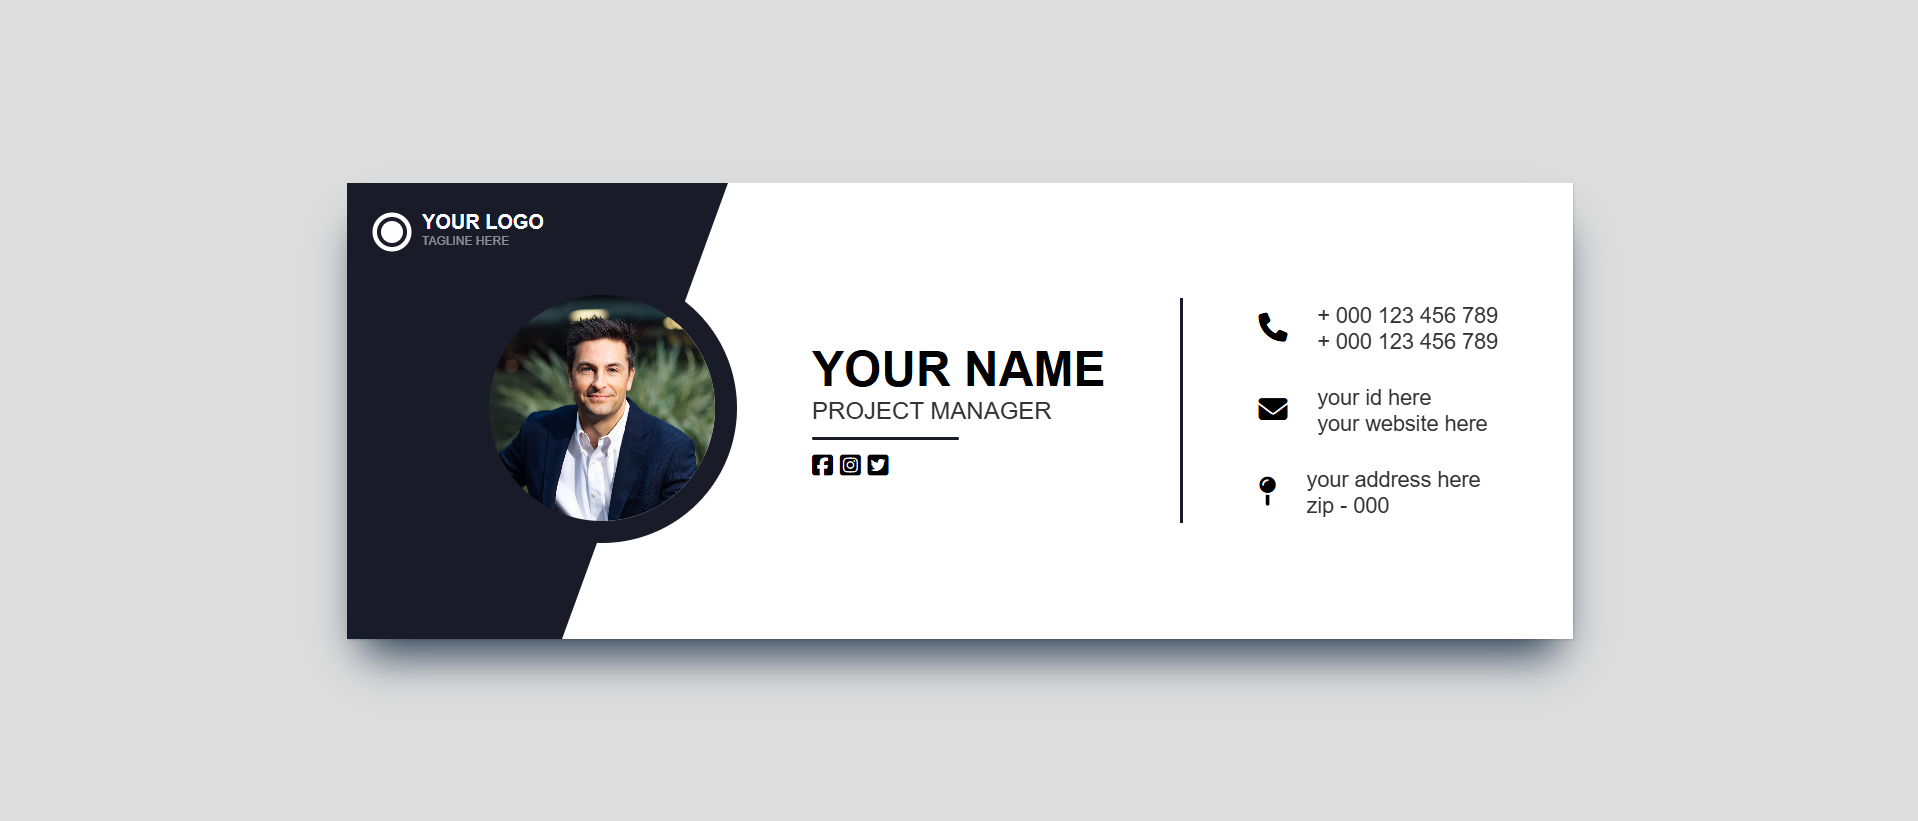 YOUR LOGO
TAGLINE HERE
YOUR NAME
PROJECT MANAGER
+ 000 123 456 789
+ 000 123 456 789
your id here
your website here
your address here
zip - 000